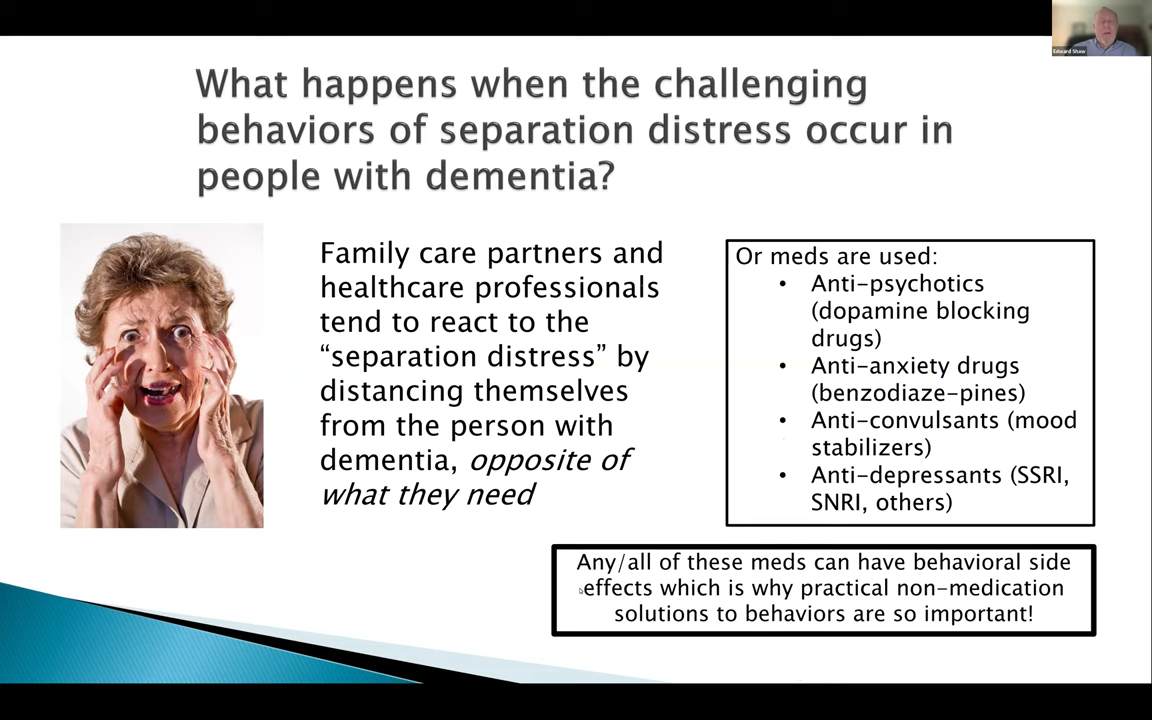 Edward Shaw
What happens when the challenging
behaviors of separation distress occur in
people with dementia?
Family care partners and
healthcare professionals
tend to react to the
“separation distress” by
distancing themselves
from the person with
dementia, opposite of
what they need
Or meds are used:
• Anti-psychotics
(dopamine blocking
drugs)
• Anti-anxiety drugs
(benzodiaze-pines)
• Anti-convulsants (mood
stabilizers)
• Anti-depressants (SSRI,
SNRI, others)
Any/all of these meds can have behavioral side
effects which is why practical non-medication
solutions to behaviors are so important!